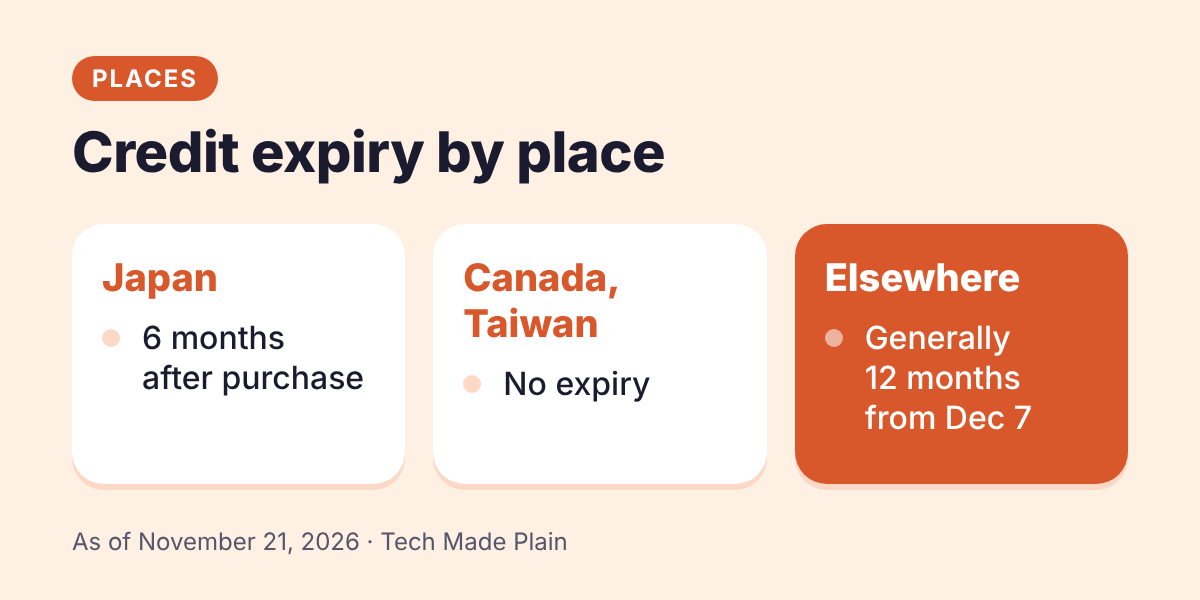 PLACES
Credit expiry by place
Japan
6 months
after purchase
Canada,
Taiwan
No expiry
Elsewhere
Generally
12 months
from Dec 7
As of November 21, 2026 · Tech Made Plain